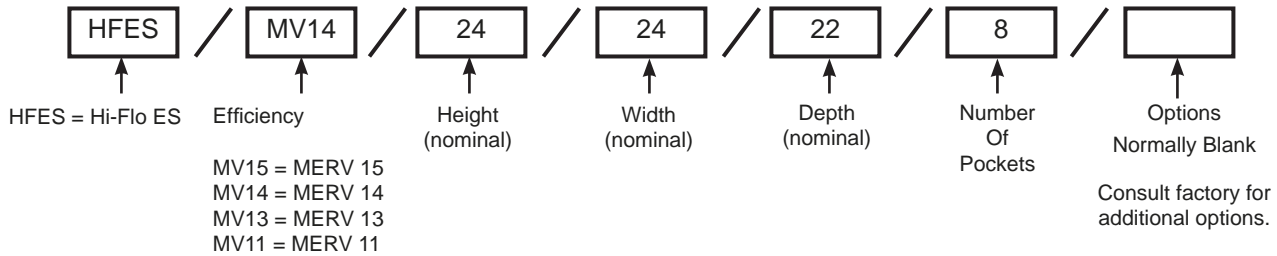 HFES / MV14 / 24 / 24 / 22 / 8 /
HFES = Hi-Flo ES
Efficiency
MV15 = MERV 15
MV14 = MERV 14
MV13 = MERV 13
MV11 = MERV 11
Height
(nominal)
Width
(nominal)
Depth
(nominal)
Number
Of
Pockets
Options
Normally Blank
Consult factory for
additional options.